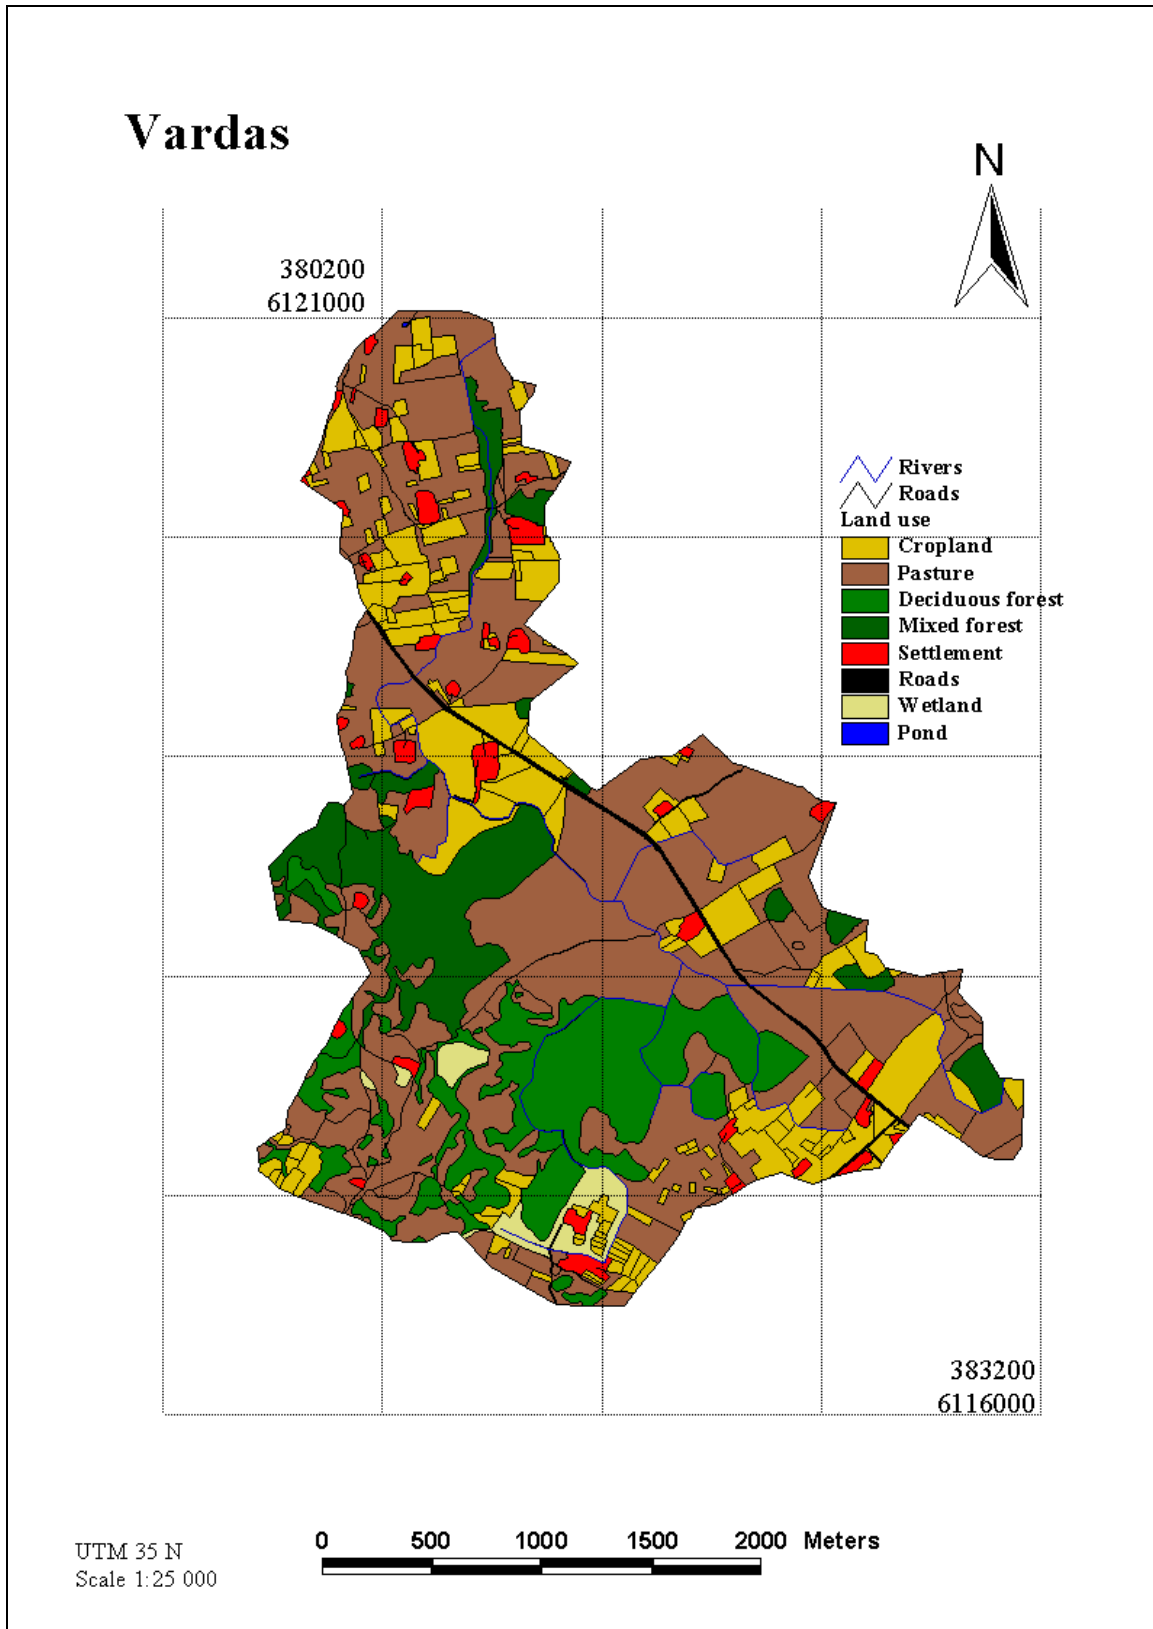 Vardas
N
380200
6121000
Rivers
Roads
Land use
Cropland
Pasture
Deciduous forest
Mixed forest
Settlement
Roads
Wetland
Pond
383200
6116000
0 500 1000 1500 2000 Meters
UTM 35 N
Scale 1:25 000